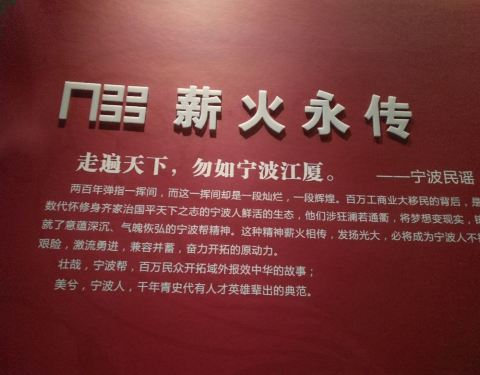 薪火永传
走遍天下，勿如宁波江厦。 ——宁波民谣
两百年弹指一挥间，而这一挥间却是一段灿烂，一段辉煌。百万工商业大移民的背后，是
数代怀修身齐家治国平天下之志的宁波人鲜活的生态，他们涉狂澜若通衢，将梦想变现实，
就了意蕴深沉、气魄恢弘的宁波帮精神。这种精神薪火相传，发扬光大，必将成为宁波人不
艰险，激流勇进，兼容并蓄，奋力开拓的原动力。
壮哉，宁波帮，百万民众开拓域外报效中华的故事；
美兮，宁波人，千年青史代有人才英雄辈出的典范。